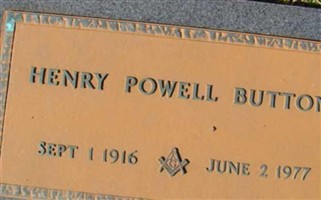 HENRY POWELL BUTTON
SEPT 1 1916 G JUNE 2 1977